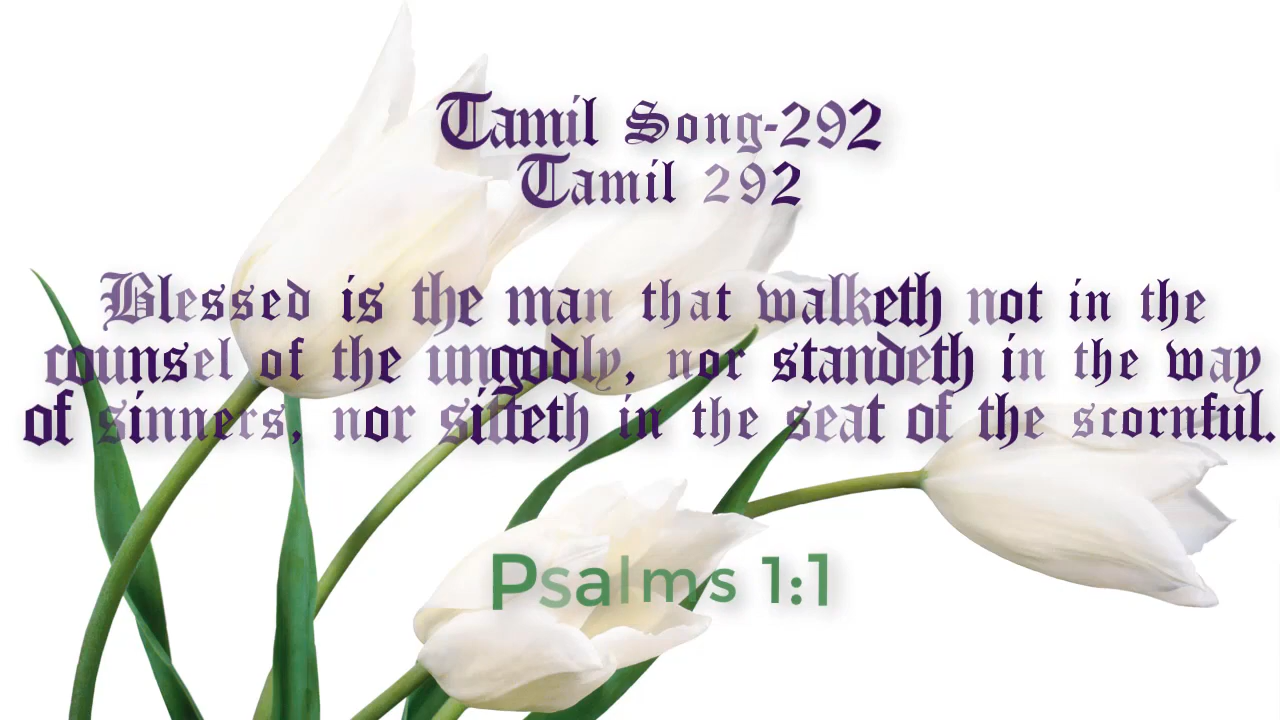 Tamil Song-292
Tamil 292
Blessed is the man that walketh not in the
counsel of the ungodly, nor standeth in the way
of sinners, nor sitteth in the seat of the scornful.
Psalms 1:1